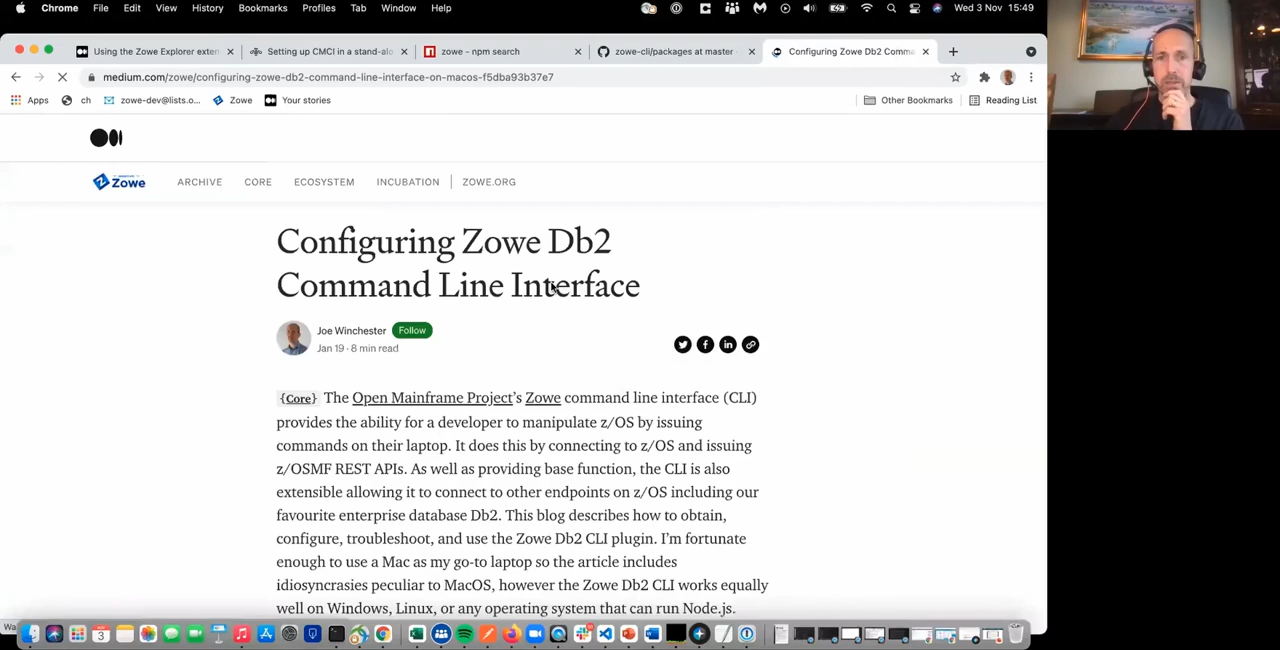 Chrome File Edit View History Bookmarks Profiles Tab Window Help Wed 3 Nov 15:49
Using the Zowe Explorer exten
Setting up CMCI in a stand-alo
zowe - npm search
zowe-cli/packages at master
Configuring Zowe Db2 Comma
medium.com/zowe/configuring-zowe-db2-command-line-interface-on-macos-f5dba93b37e7
Apps ch zowe-dev@lists.o... Zowe Your stories Other Bookmarks Reading List
Zowe ARCHIVE CORE ECOSYSTEM INCUBATION ZOWE.ORG
Configuring Zowe Db2
Command Line Interface
Joe Winchester Follow
Jan 19 · 8 min read
{Core} The Open Mainframe Project's Zowe command line interface (CLI)
provides the ability for a developer to manipulate z/OS by issuing
commands on their laptop. It does this by connecting to z/OS and issuing
z/OSMF REST APIs. As well as providing base function, the CLI is also
extensible allowing it to connect to other endpoints on z/OS including our
favourite enterprise database Db2. This blog describes how to obtain,
configure, troubleshoot, and use the Zowe Db2 CLI plugin. I'm fortunate
enough to use a Mac as my go-to laptop so the article includes
idiosyncrasies peculiar to MacOS, however the Zowe Db2 CLI works equally
well on Windows, Linux, or any operating system that can run Node.js.
Wa